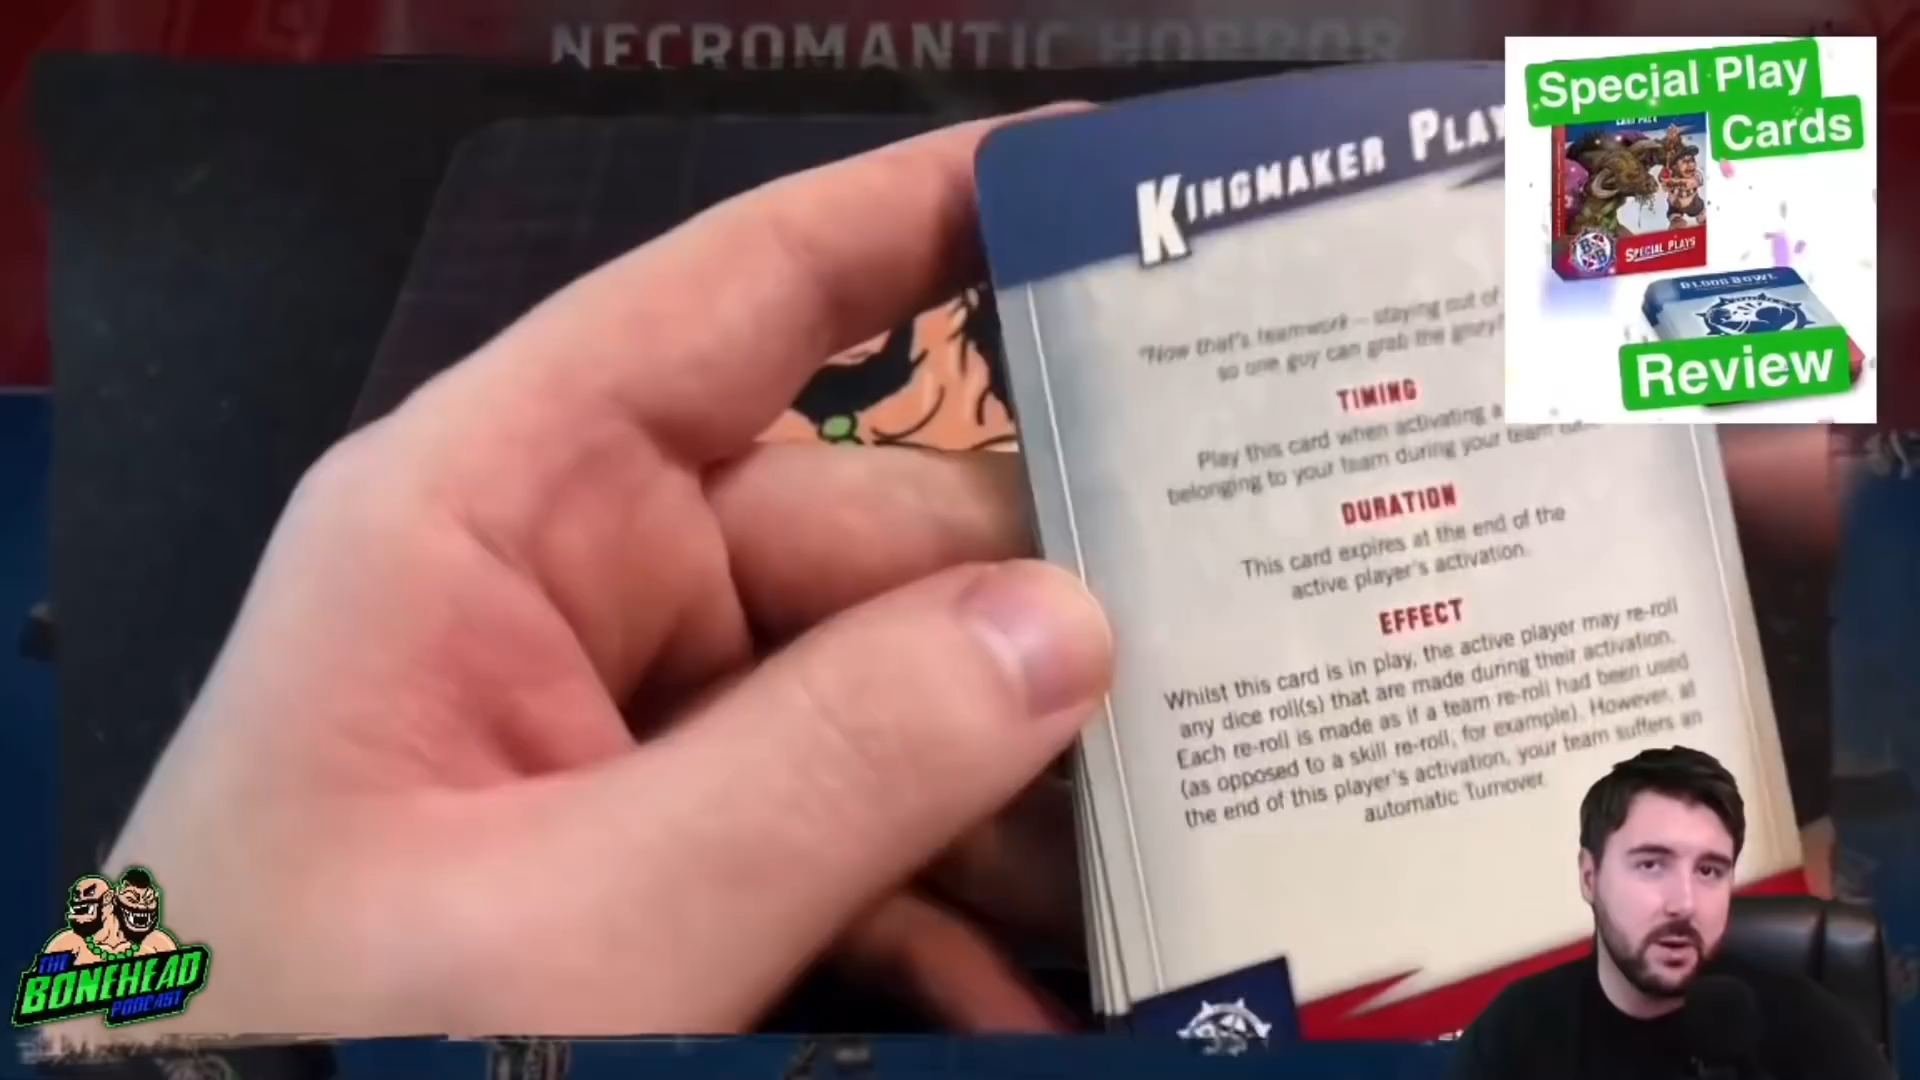 NECROMANTIC HORROR
KINGMAKER PLAY
"Now that's teamwork – staying out of
so one guy can grab the glory!
TIMING
Play this card when activating a
belonging to your team during your team
DURATION
This card expires at the end of the
active player's activation.
EFFECT
Whilst this card is in play, the active player may re-roll
any dice roll(s) that are made during their activation.
Each re-roll is made as if a team re-roll had been used
(as opposed to a skill re-roll, for example). However, at
the end of this player's activation, your team suffers an
automatic Turnover.
Special Play
Cards
CARD PACK
SPECIAL PLAYS
BLOOD BOWL
Review
THE
BONEHEAD
PODCAST